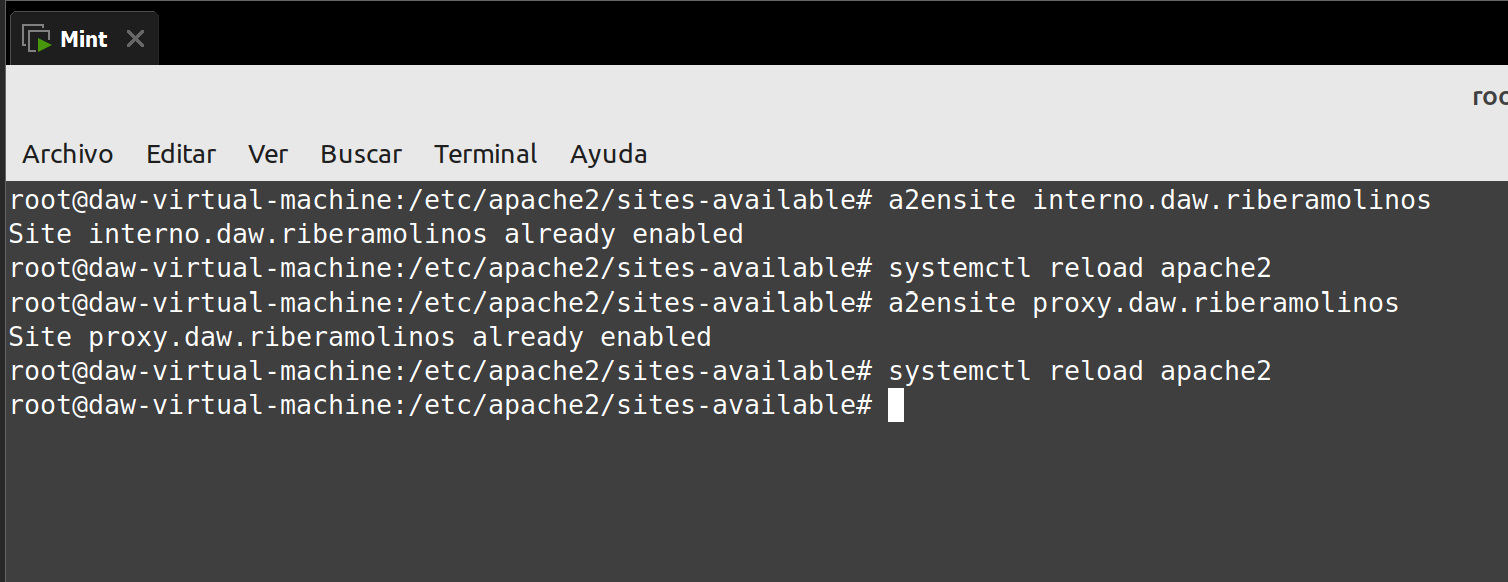 Mint
roo
Archivo Editar Ver Buscar Terminal Ayuda
root@daw-virtual-machine:/etc/apache2/sites-available# a2ensite interno.daw.riberamolinos
Site interno.daw.riberamolinos already enabled
root@daw-virtual-machine:/etc/apache2/sites-available# systemctl reload apache2
root@daw-virtual-machine:/etc/apache2/sites-available# a2ensite proxy.daw.riberamolinos
Site proxy.daw.riberamolinos already enabled
root@daw-virtual-machine:/etc/apache2/sites-available# systemctl reload apache2
root@daw-virtual-machine:/etc/apache2/sites-available#